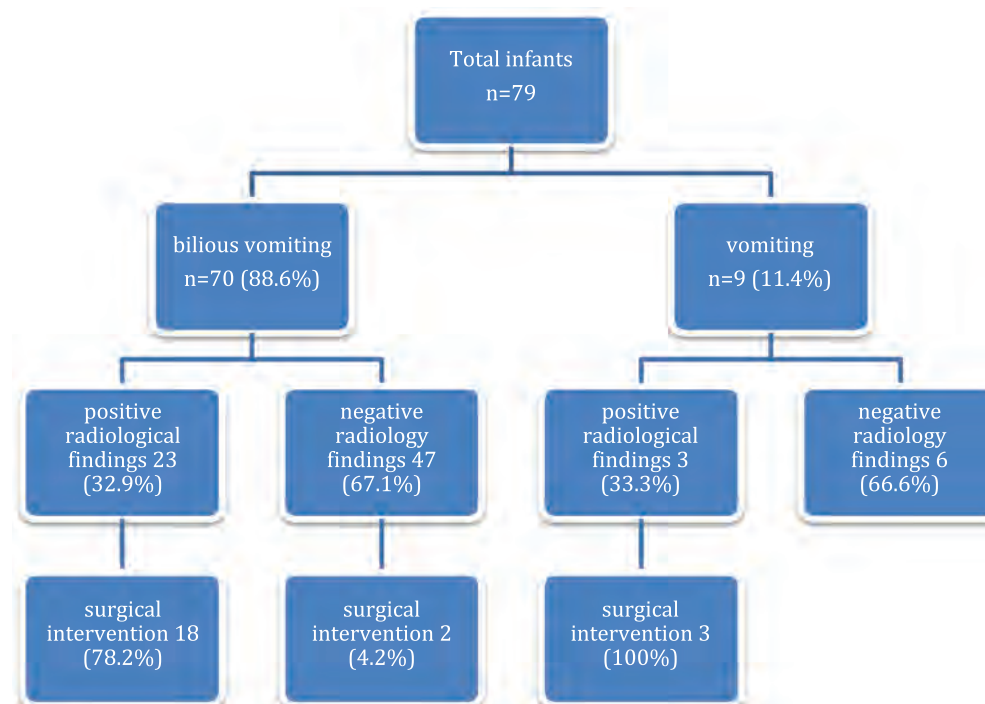 Total infants
n=79
bilious vomiting
n=70 (88.6%)
vomiting
n=9 (11.4%)
positive
radiological
findings 23
(32.9%)
negative
radiology
findings 47
(67.1%)
positive
radiological
findings 3
(33.3%)
negative
radiology
findings 6
(66.6%)
surgical
intervention 18
(78.2%)
surgical
intervention 2
(4.2%)
surgical
intervention 3
(100%)